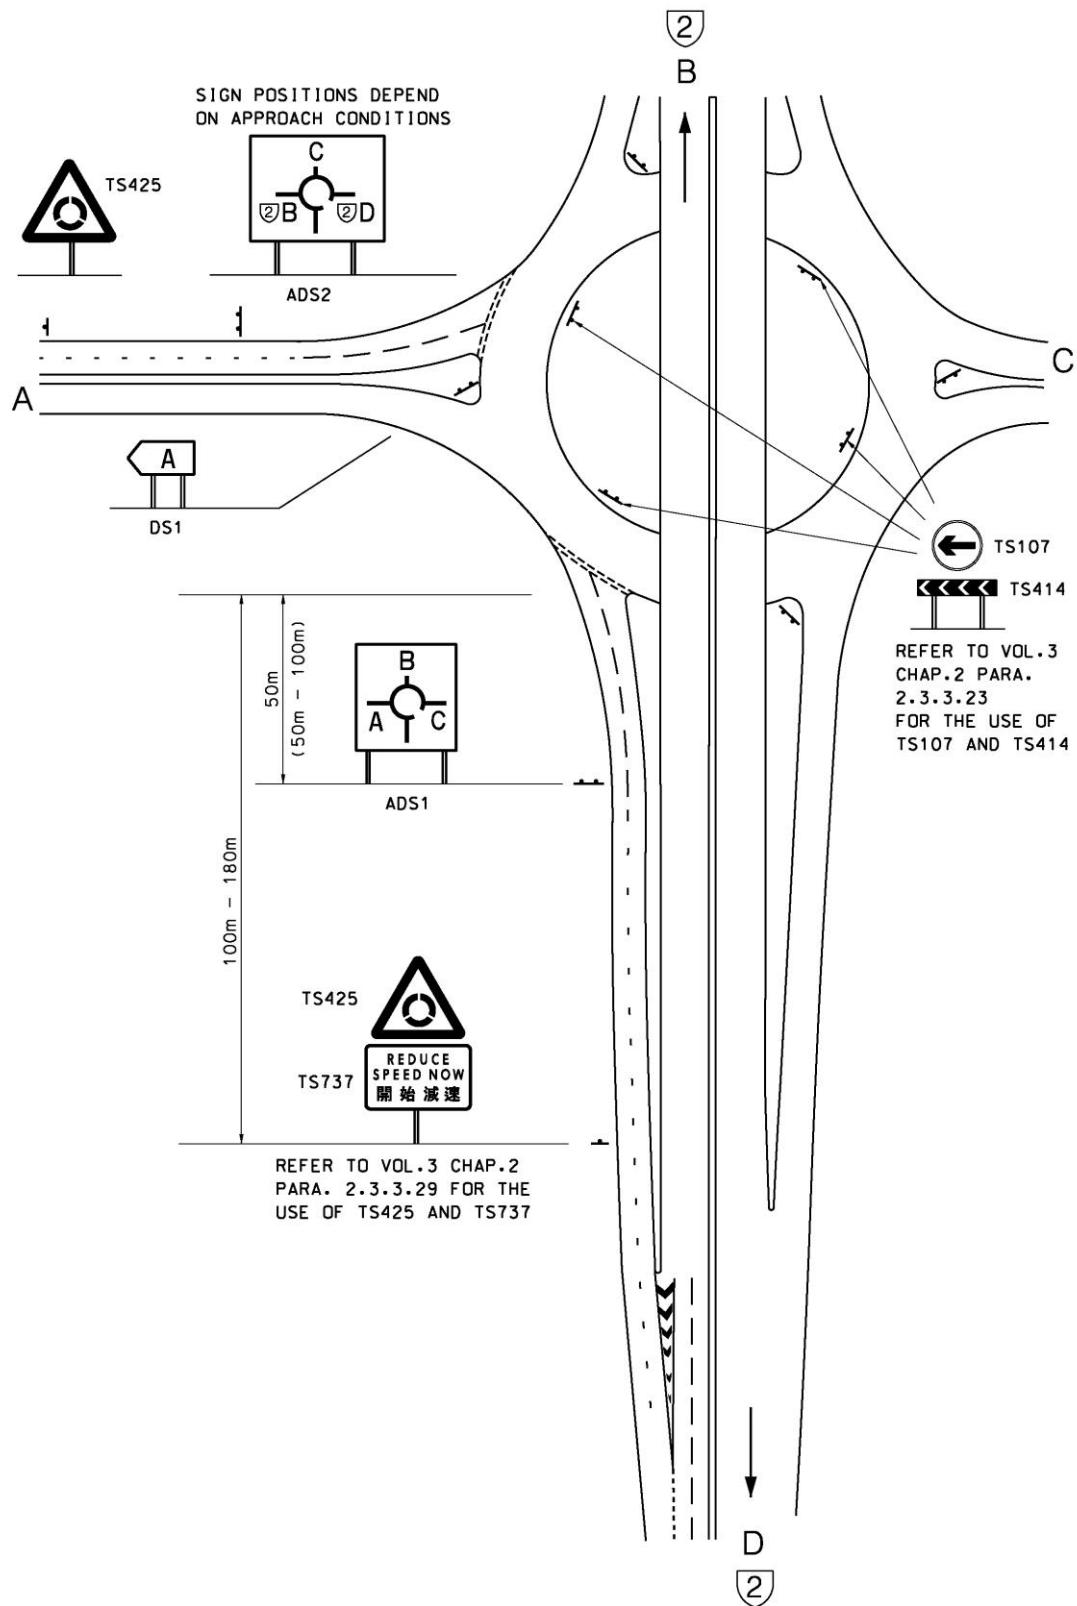 2
B
SIGN POSITIONS DEPEND
ON APPROACH CONDITIONS
TS425
C
2 B 2 D
ADS2
A
C
A
DS1
TS107
TS414
REFER TO VOL.3
CHAP.2 PARA.
2.3.3.23
FOR THE USE OF
TS107 AND TS414
50m
(50m - 100m)
B
A C
ADS1
100m - 180m
TS425
TS737
REDUCE
SPEED NOW
開始減速
REFER TO VOL.3 CHAP.2
PARA. 2.3.3.29 FOR THE
USE OF TS425 AND TS737
D
2